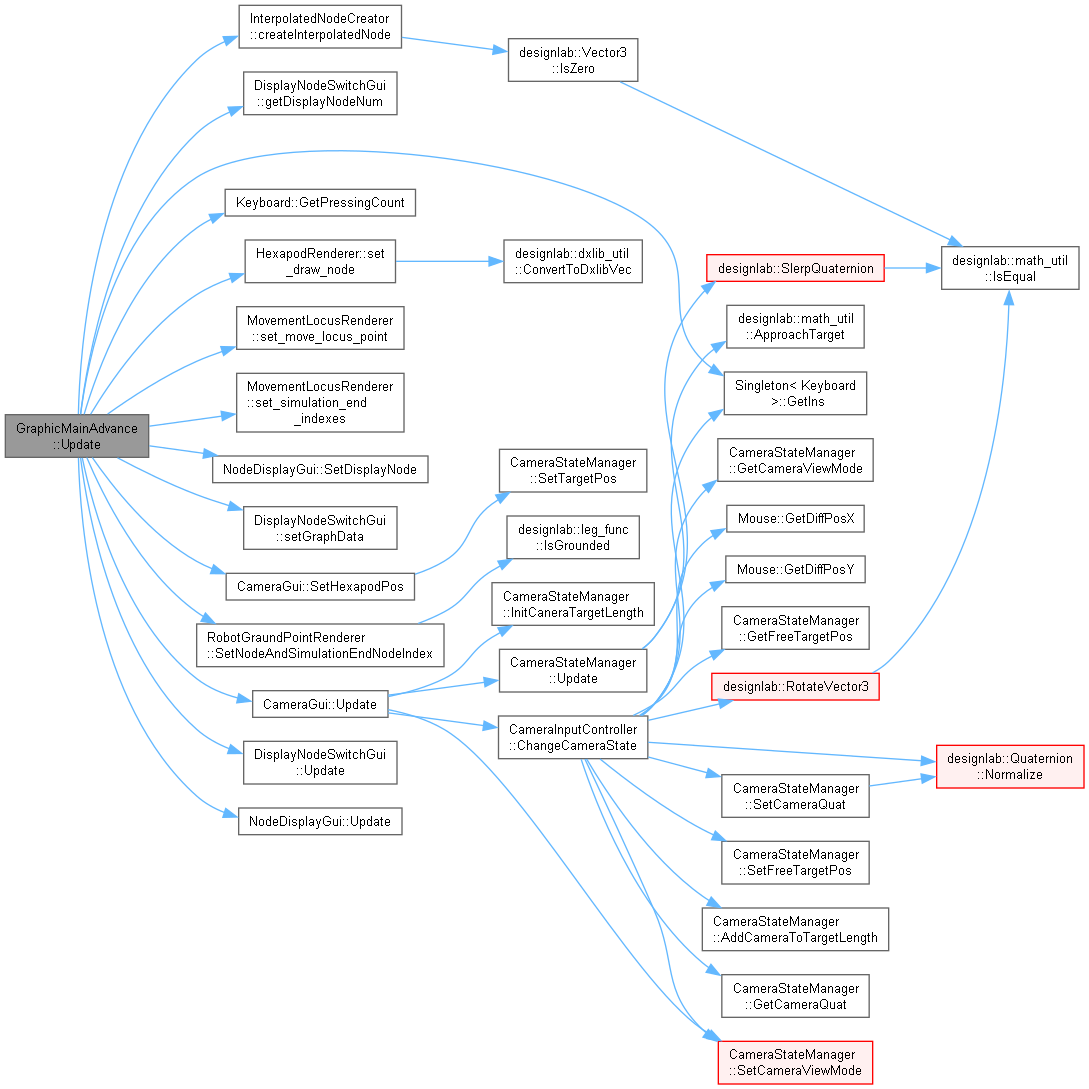 GraphicMainAdvance
::Update
InterpolatedNodeCreator
::createInterpolatedNode
DisplayNodeSwitchGui
::getDisplayNodeNum
Keyboard::GetPressingCount
HexapodRenderer::set
_draw_node
MovementLocusRenderer
::set_move_locus_point
MovementLocusRenderer
::set_simulation_end
_indexes
NodeDisplayGui::SetDisplayNode
DisplayNodeSwitchGui
::setGraphData
CameraGui::SetHexapodPos
RobotGraundPointRenderer
::SetNodeAndSimulationEndNodeIndex
CameraGui::Update
DisplayNodeSwitchGui
::Update
NodeDisplayGui::Update
designlab::Vector3
::IsZero
designlab::dxlib_util
::ConvertToDxlibVec
CameraStateManager
::SetTargetPos
designlab::leg_func
::IsGrounded
CameraStateManager
::InitCaneraTargetLength
CameraStateManager
::Update
CameraInputController
::ChangeCameraState
designlab::SlerpQuaternion
designlab::math_util
::ApproachTarget
Singleton< Keyboard
>::GetIns
CameraStateManager
::GetCameraViewMode
Mouse::GetDiffPosX
Mouse::GetDiffPosY
CameraStateManager
::GetFreeTargetPos
designlab::RotateVector3
CameraStateManager
::SetCameraQuat
CameraStateManager
::SetFreeTargetPos
CameraStateManager
::AddCameraToTargetLength
CameraStateManager
::GetCameraQuat
CameraStateManager
::SetCameraViewMode
designlab::math_util
::IsEqual
designlab::Quaternion
::Normalize